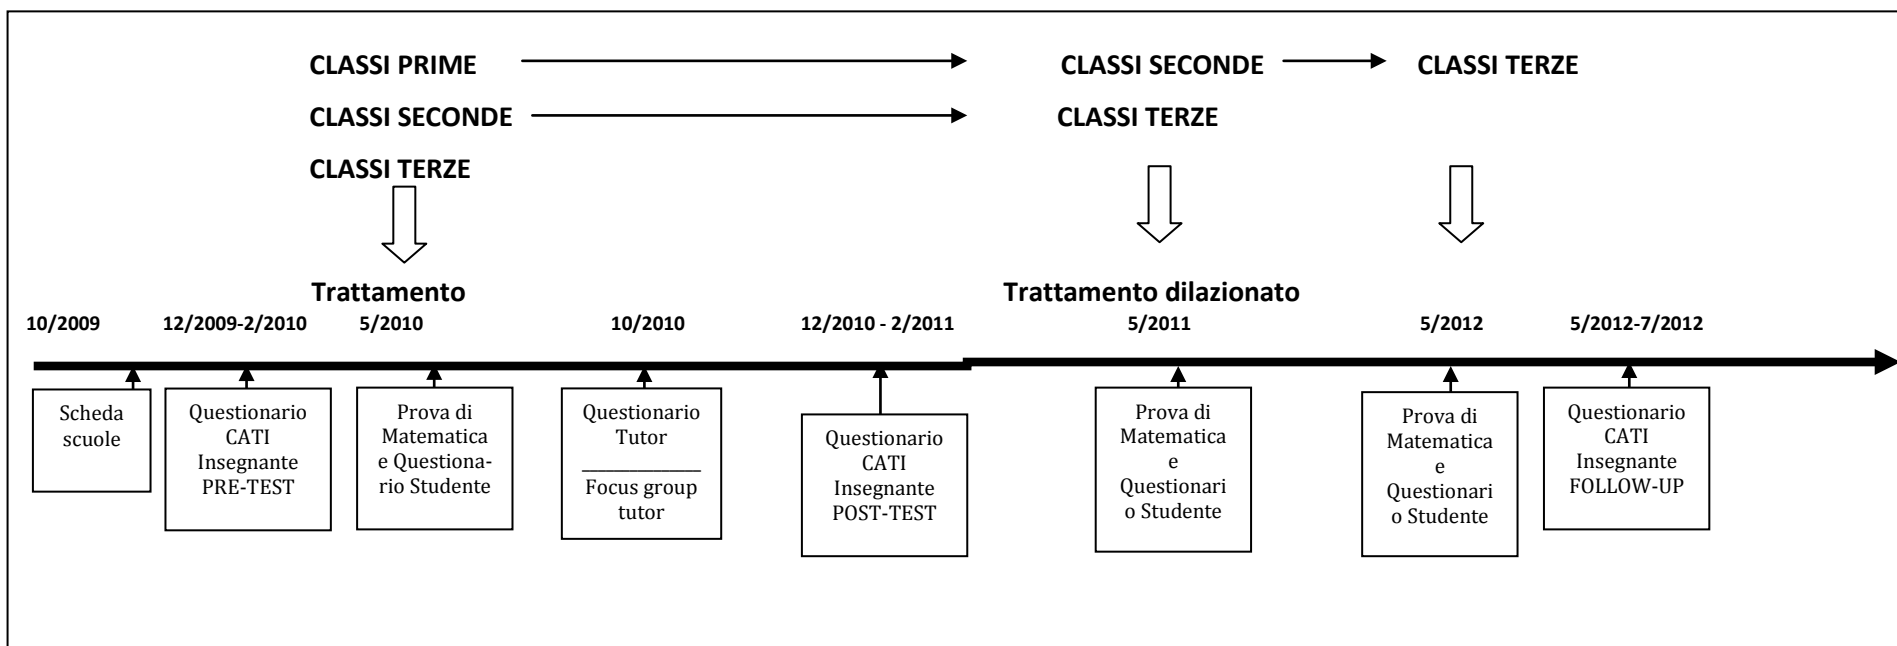 CLASSI PRIME
CLASSI SECONDE
CLASSI TERZE
CLASSI SECONDE
CLASSI TERZE
CLASSI TERZE
Trattamento
Trattamento dilazionato
10/2009
12/2009-2/2010
5/2010
10/2010
12/2010 - 2/2011
5/2011
5/2012
5/2012-7/2012
Scheda
scuole
Questionario
CATI
Insegnante
PRE-TEST
Prova di
Matematica
e Questiona-
rio Studente
Questionario
Tutor
_______________
Focus group
tutor
Questionario
CATI
Insegnante
POST-TEST
Prova di
Matematica
e
Questionari
o Studente
Prova di
Matematica
e
Questionari
o Studente
Questionario
CATI
Insegnante
FOLLOW-UP